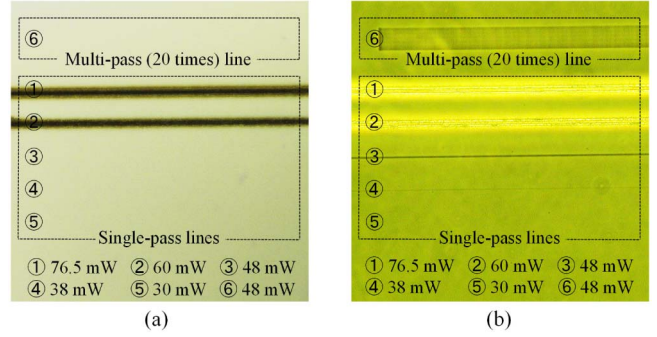 ⑥
Multi-pass (20 times) line
①
②
③
④
⑤
Single-pass lines
① 76.5 mW ② 60 mW ③ 48 mW
④ 38 mW ⑤ 30 mW ⑥ 48 mW
(a)
⑥
Multi-pass (20 times) line
①
②
③
④
⑤
Single-pass lines
① 76.5 mW ② 60 mW ③ 48 mW
④ 38 mW ⑤ 30 mW ⑥ 48 mW
(b)